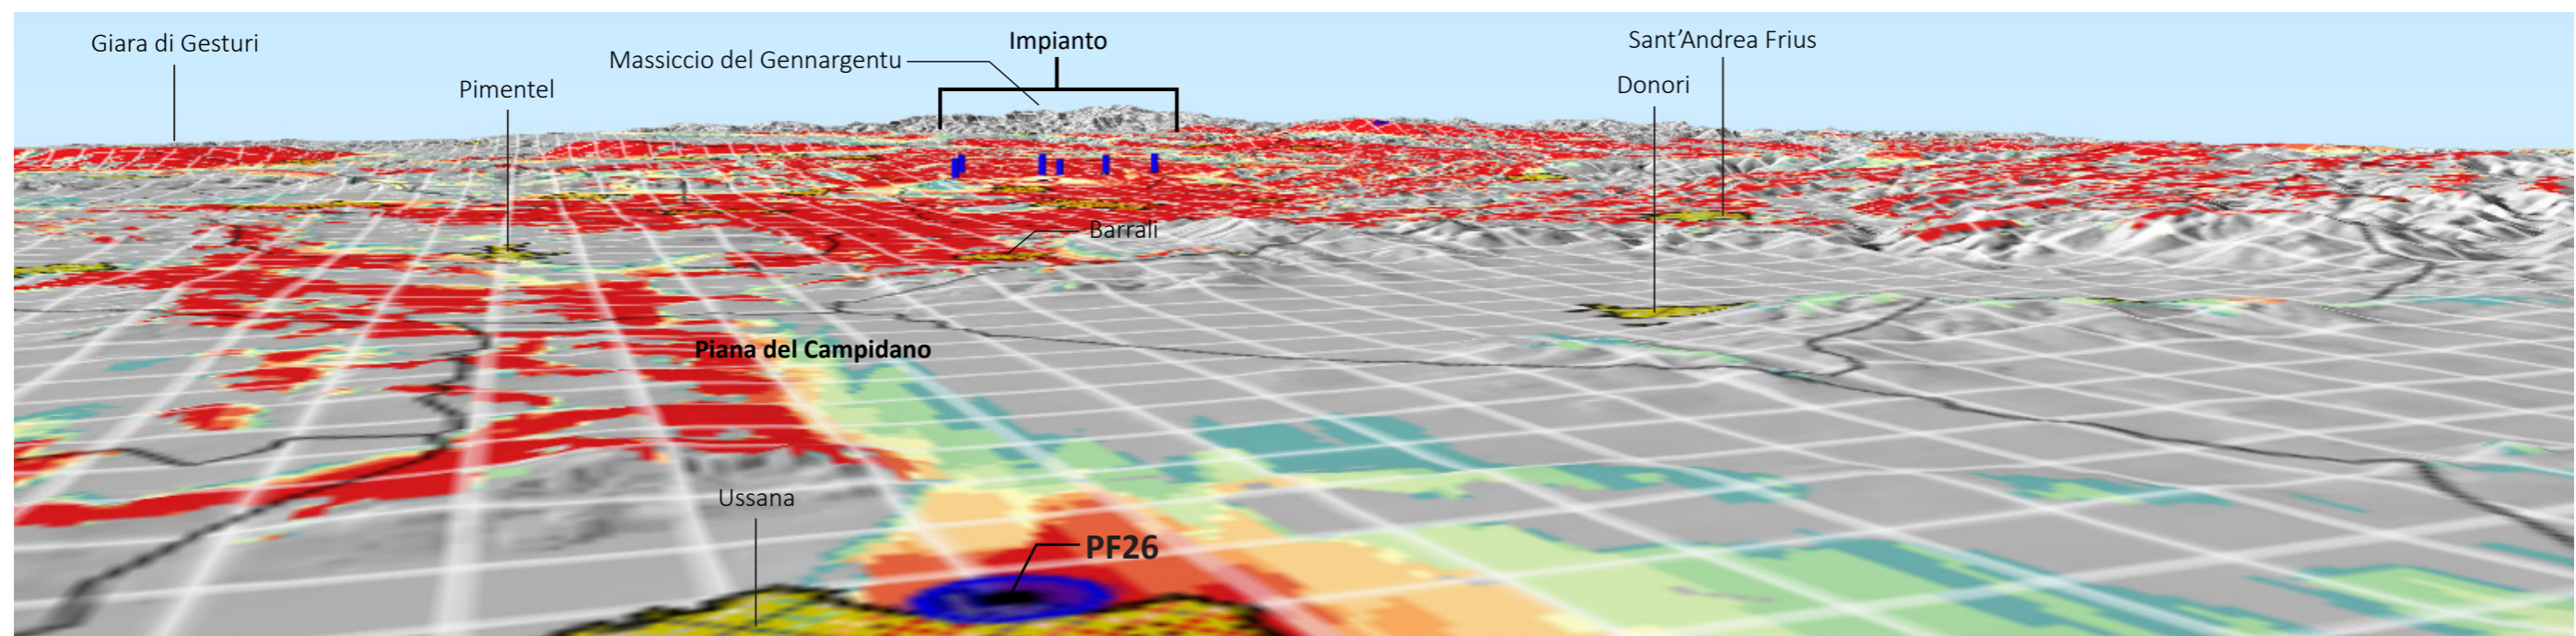 Giara di Gesturi
Pimentel
Massiccio del Gennargentu
Impianto
Sant’Andrea Frius
Donori
Barrali
Piana del Campidano
Ussana
PF26